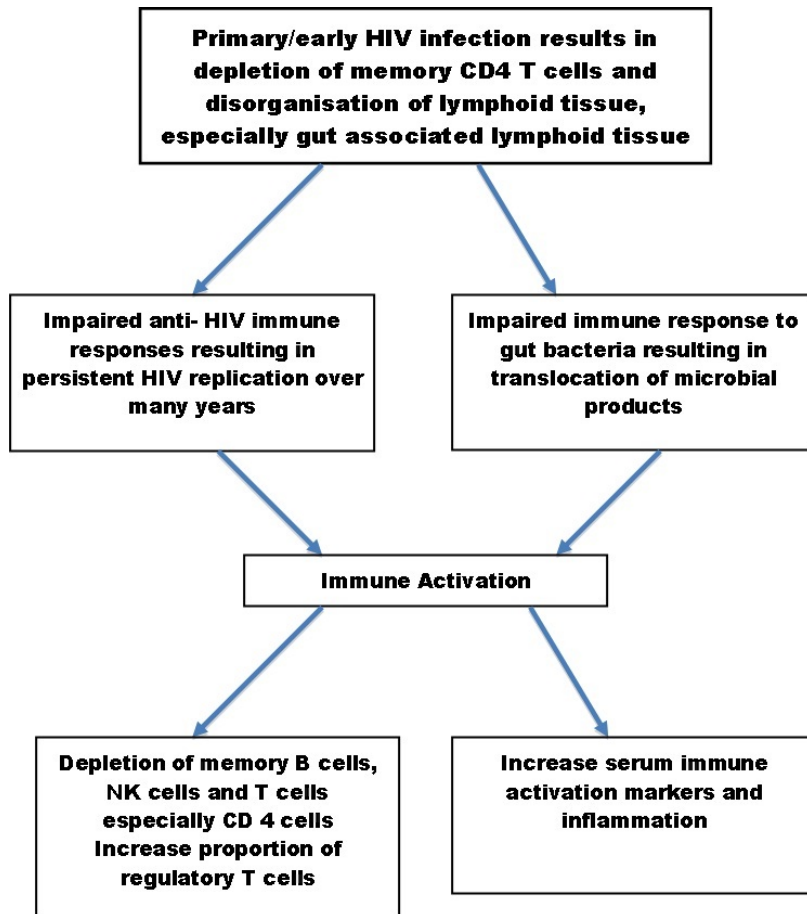 Primary/early HIV infection results in
depletion of memory CD4 T cells and
disorganisation of lymphoid tissue,
especially gut associated lymphoid tissue
Impaired anti- HIV immune
responses resulting in
persistent HIV replication over
many years
Impaired immune response to
gut bacteria resulting in
translocation of microbial
products
Immune Activation
Depletion of memory B cells,
NK cells and T cells
especially CD 4 cells
Increase proportion of
regulatory T cells
Increase serum immune
activation markers and
inflammation